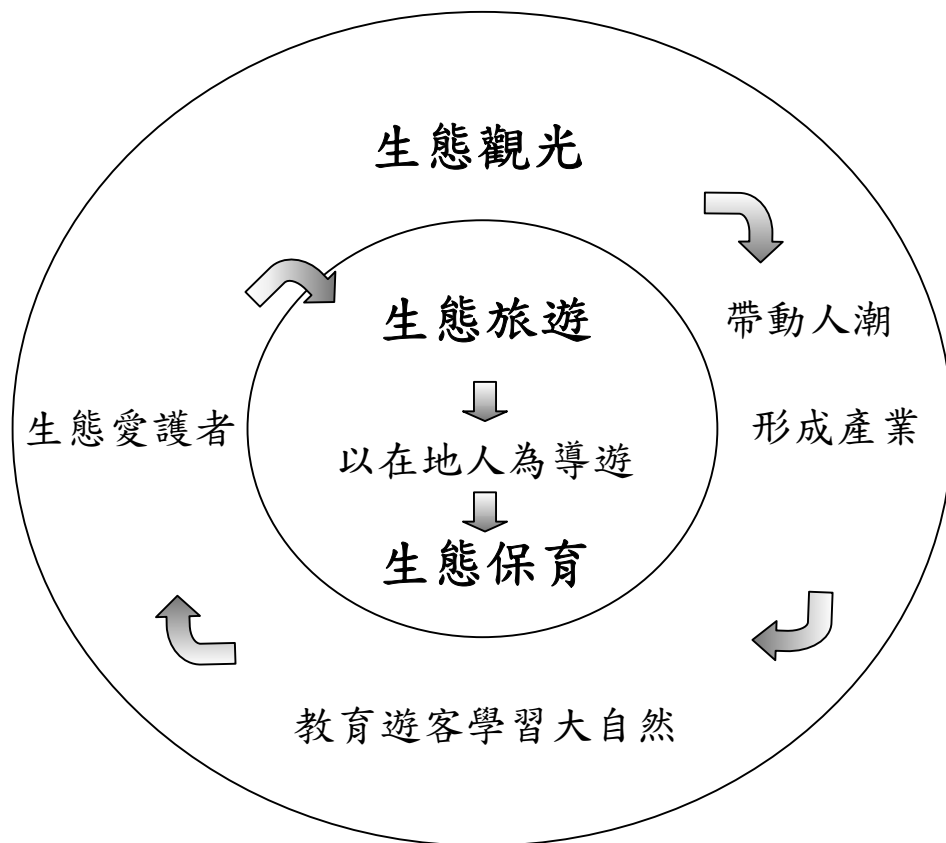 生態觀光
帶動人潮
形成產業
教育遊客學習大自然
生態愛護者
生態旅遊
以在地人為導遊
生態保育